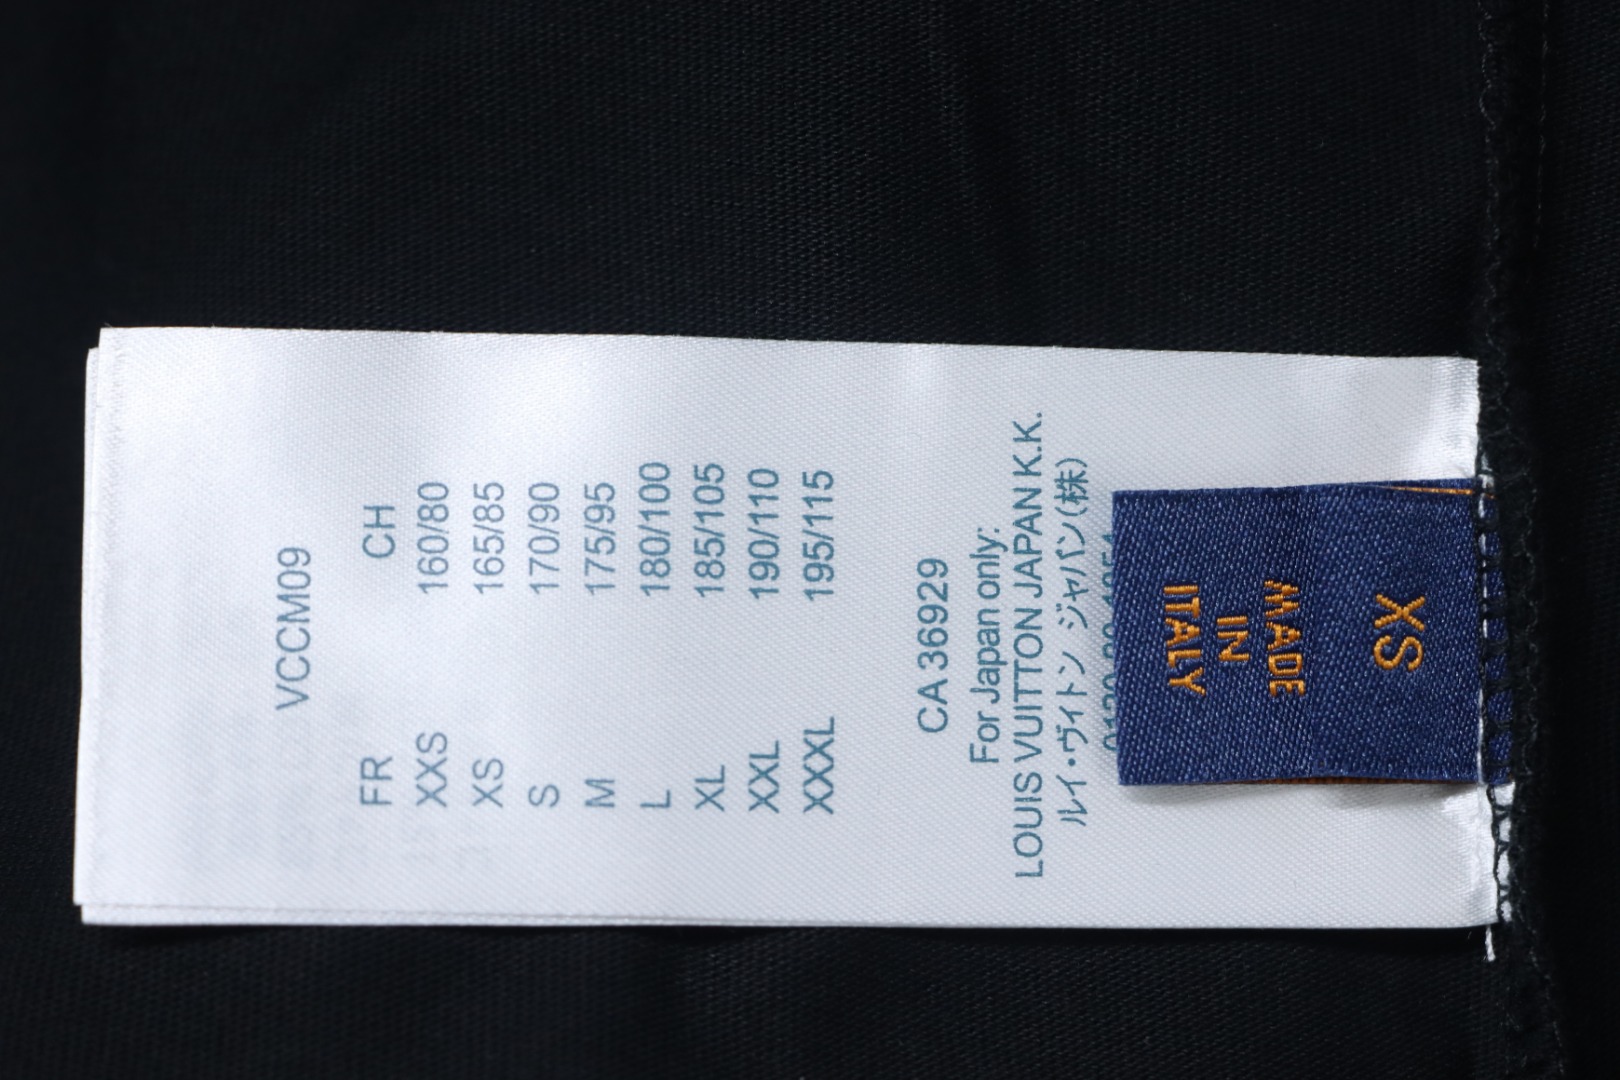 VCCM09
FR CH
XXS 160/80
XS 165/85
S 170/90
M 175/95
L 180/100
XL 185/105
XXL 190/110
XXXL 195/115
CA 36929
For Japan only:
LOUIS VUITTON JAPAN K.K.
ルイ・ヴィトン ジャパン(株)
XS
MADE
IN
ITALY